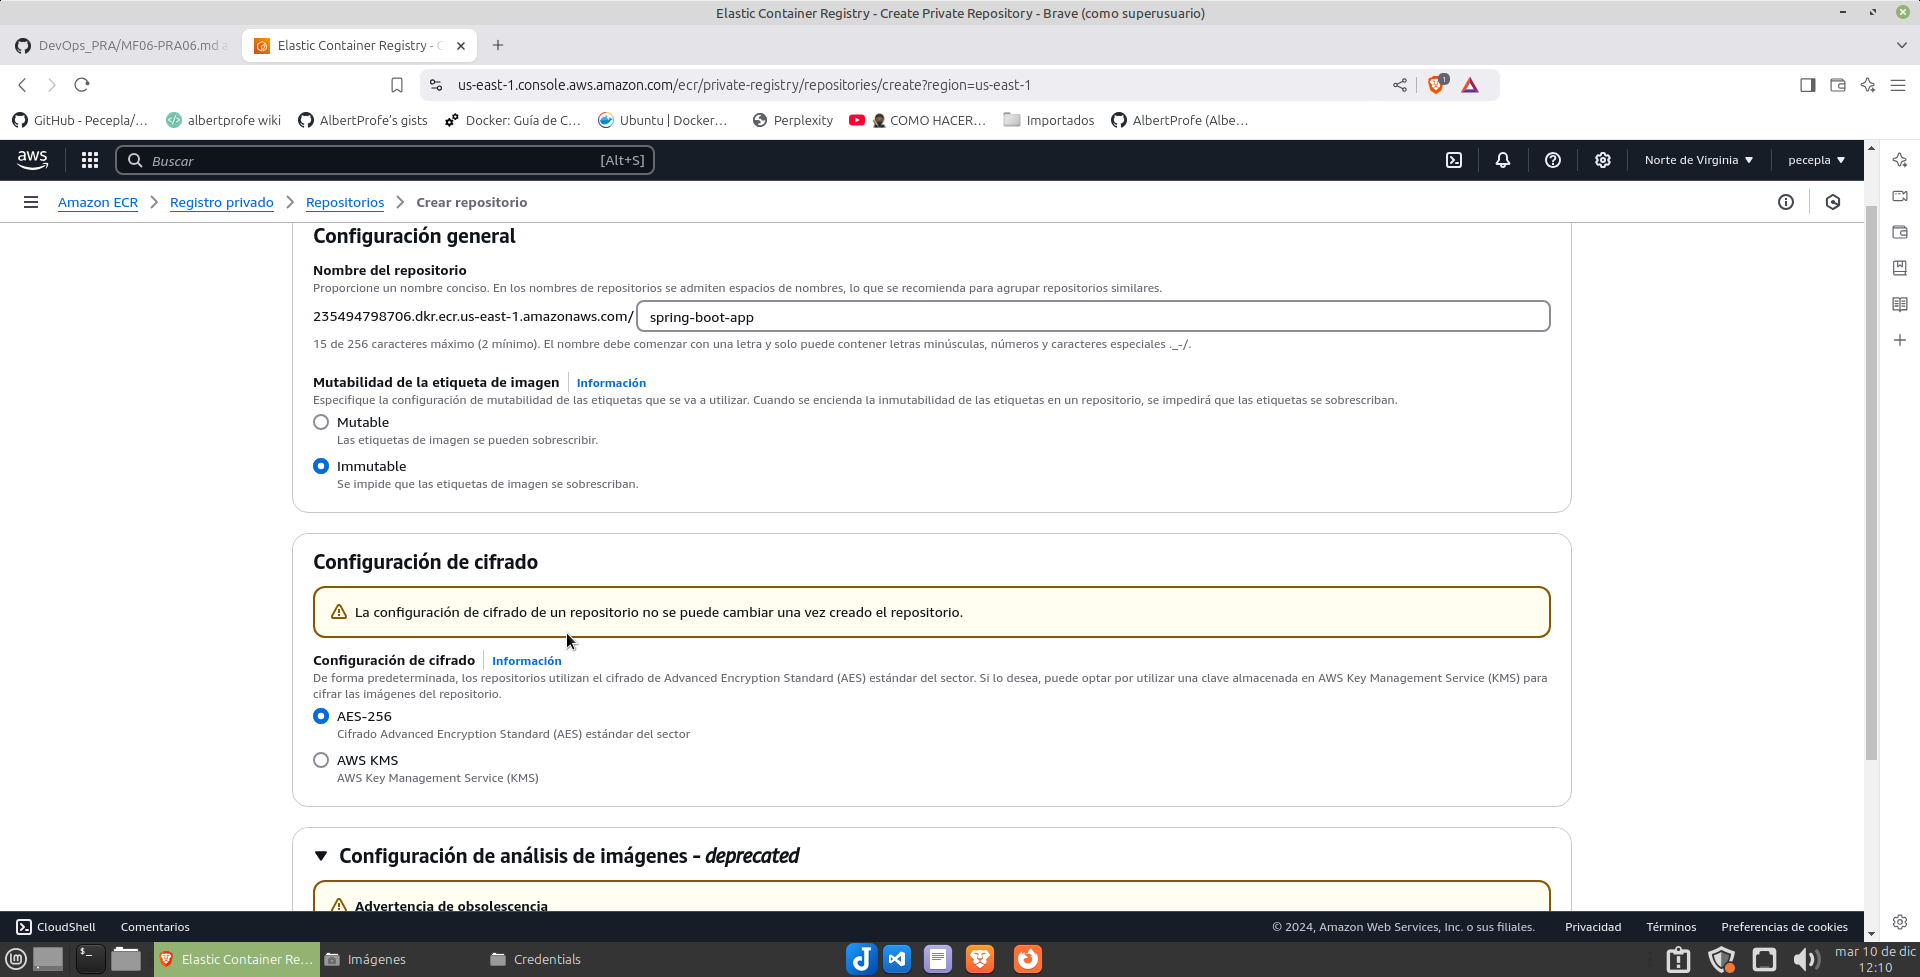 Elastic Container Registry - Create Private Repository - Brave (como superusuario)
DevOps_PRA/MF06-PRA06.md a
Elastic Container Registry - C
us-east-1.console.aws.amazon.com/ecr/private-registry/repositories/create?region=us-east-1
1
GitHub - Pecepla/...
albertprofe wiki
AlbertProfe's gists
Docker: Guía de C...
Ubuntu | Docker...
Perplexity
COMO HACER...
Importados
AlbertProfe (Albe...
aws
Buscar
[Alt+S]
Norte de Virginia
pecepla
Amazon ECR
Registro privado
Repositorios
Crear repositorio
Configuración general
Nombre del repositorio
Proporcione un nombre conciso. En los nombres de repositorios se admiten espacios de nombres, lo que se recomienda para agrupar repositorios similares.
235494798706.dkr.ecr.us-east-1.amazonaws.com/
spring-boot-app
15 de 256 caracteres máximo (2 mínimo). El nombre debe comenzar con una letra y solo puede contener letras minúsculas, números y caracteres especiales ._-/.
Mutabilidad de la etiqueta de imagen
Información
Especifique la configuración de mutabilidad de las etiquetas que se va a utilizar. Cuando se encienda la inmutabilidad de las etiquetas en un repositorio, se impedirá que las etiquetas se sobrescriban.
Mutable
Las etiquetas de imagen se pueden sobrescribir.
Immutable
Se impide que las etiquetas de imagen se sobrescriban.
Configuración de cifrado
La configuración de cifrado de un repositorio no se puede cambiar una vez creado el repositorio.
Configuración de cifrado
Información
De forma predeterminada, los repositorios utilizan el cifrado de Advanced Encryption Standard (AES) estándar del sector. Si lo desea, puede optar por utilizar una clave almacenada en AWS Key Management Service (KMS) para
cifrar las imágenes del repositorio.
AES-256
Cifrado Advanced Encryption Standard (AES) estándar del sector
AWS KMS
AWS Key Management Service (KMS)
Configuración de análisis de imágenes - deprecated
Advertencia de obsolescencia
CloudShell
Comentarios
© 2024, Amazon Web Services, Inc. o sus filiales.
Privacidad
Términos
Preferencias de cookies
Elastic Container Re...
Imágenes
Credentials
mar 10 de dic
12:10